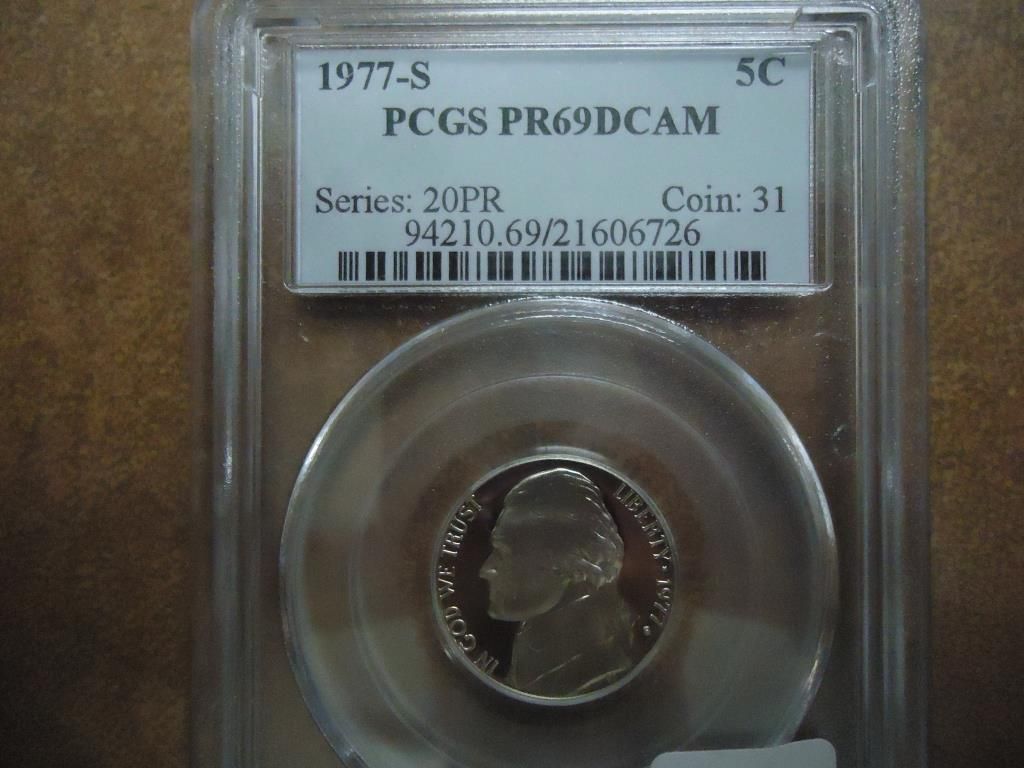 1977-S 5C
PCGS PR69DCAM
Series: 20PR Coin: 31
94210.69/21606726
IN GOD WE TRUST
LIBERTY · 1977